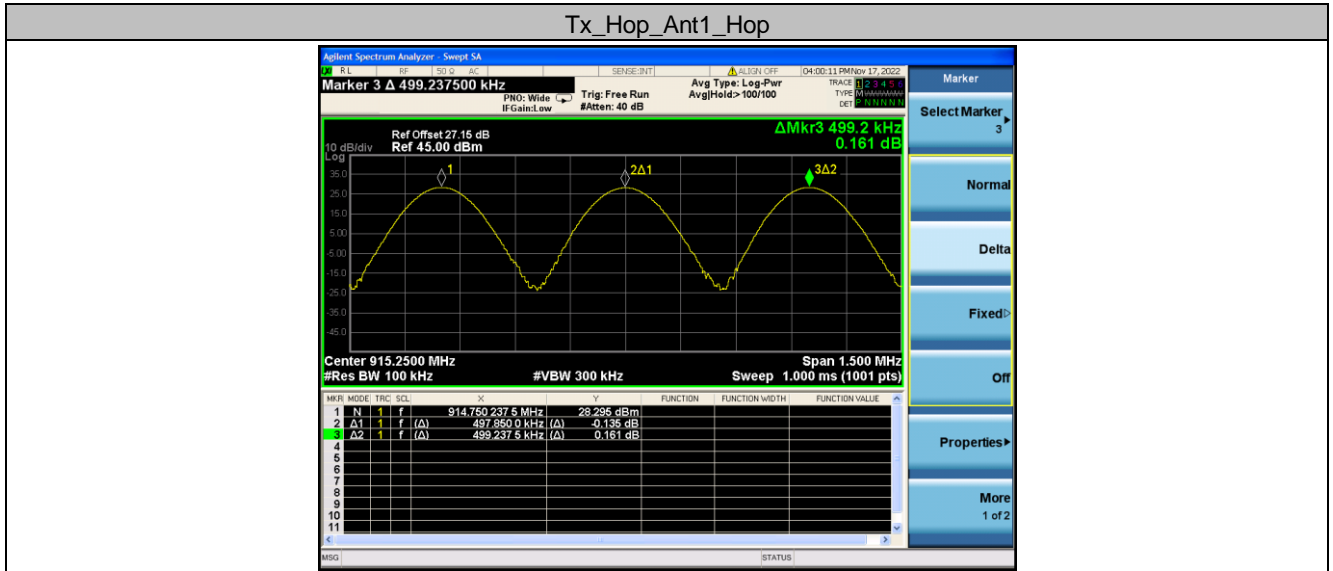 Tx_Hop_Ant1_Hop
Agilent Spectrum Analyzer - Swept SA
RL RF 50 Ω AC SENSE:INT ALIGN OFF 04:00:11 PM Nov 17, 2022
Marker 3 Δ 499.237500 kHz
PNO: Wide Trig: Free Run Avg Type: Log-Pwr TRACE 1 2 3 4 5 6
IFGain:Low #Atten: 40 dB Avg|Hold:>100/100 TYPE M WWWWW
DET P N N N N N
Marker
Select Marker
3
Normal
Delta
Fixed
Off
Properties
More
1 of 2
ΔMkr3 499.2 kHz
0.161 dB
Ref Offset 27.15 dB
10 dB/div Ref 45.00 dBm
Log
1 2Δ1 3Δ2
35.0
25.0
15.0
5.00
-5.00
-15.0
-25.0
-35.0
-45.0
Center 915.2500 MHz Span 1.500 MHz
#Res BW 100 kHz #VBW 300 kHz Sweep 1.000 ms (1001 pts)
MKR MODE TRC SCL X Y FUNCTION FUNCTION WIDTH FUNCTION VALUE
1 N 1 f 914.750 237 5 MHz 28.295 dBm
2 Δ1 1 f (Δ) 497.850 0 kHz (Δ) -0.135 dB
3 Δ2 1 f (Δ) 499.237 5 kHz (Δ) 0.161 dB
4
5
6
7
8
9
10
11
MSG STATUS